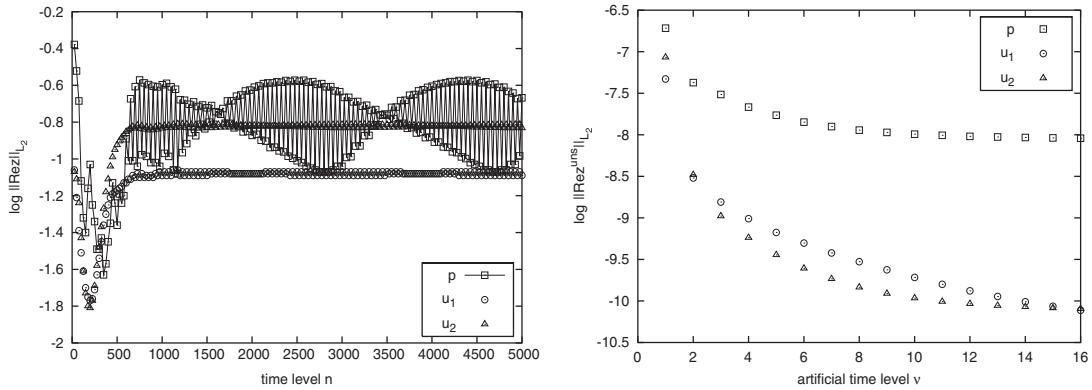 -0.2
-0.4
-0.6
-0.8
-1
-1.2
-1.4
-1.6
-1.8
-2
log ||Rez||L2
p
u1
u2
0 500 1000 1500 2000 2500 3000 3500 4000 4500 5000
time level n
-6.5
-7
-7.5
-8
-8.5
-9
-9.5
-10
-10.5
log ||Rez^uns||L2
p
u1
u2
0 2 4 6 8 10 12 14 16
artificial time level ν